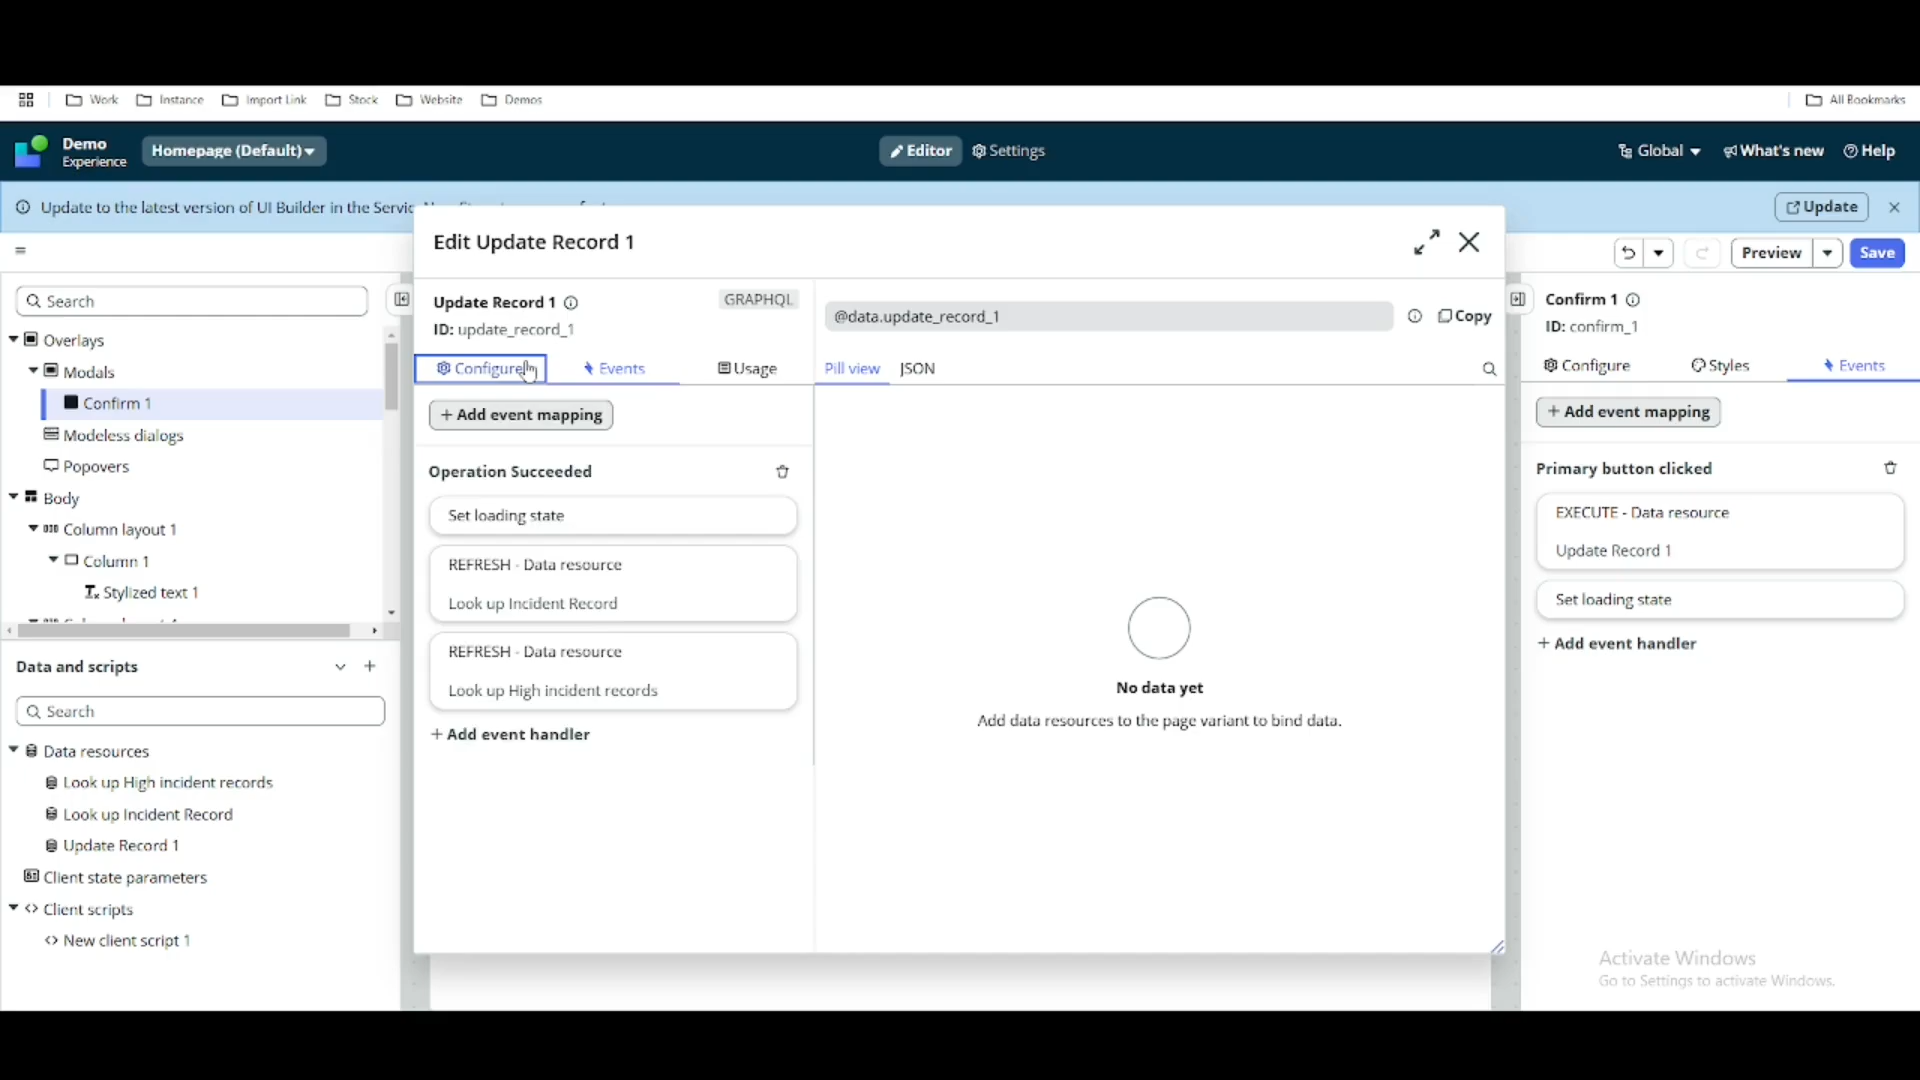 Work
Instance
Import Link
Stock
Website
Demos
All Bookmarks
Demo
Experience
Homepage (Default)
Editor
Settings
Global
What's new
Help
Update to the latest version of UI Builder in the
Update
Preview
Save
Search
Overlays
Modals
Confirm 1
Modeless dialogs
Popovers
Body
Column layout 1
Column 1
Stylized text 1
Data and scripts
Search
Data resources
Look up High incident records
Look up Incident Record
Update Record 1
Client state parameters
Client scripts
New client script 1
Edit Update Record 1
Update Record 1
GRAPHQL
ID: update_record_1
Configure
Events
Usage
+ Add event mapping
Operation Succeeded
Set loading state
REFRESH - Data resource
Look up Incident Record
REFRESH - Data resource
Look up High incident records
+ Add event handler
@data.update_record_1
Copy
Pill view
JSON
No data yet
Add data resources to the page variant to bind data.
Confirm 1
ID: confirm_1
Configure
Styles
Events
+ Add event mapping
Primary button clicked
EXECUTE - Data resource
Update Record 1
Set loading state
+ Add event handler
Activate Windows
Go to Settings to activate Windows.